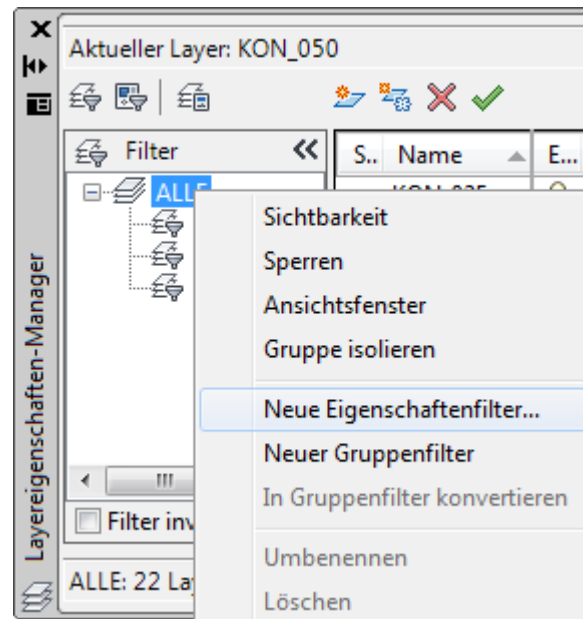 Aktueller Layer: KON_050
Filter
S.. Name E...
ALLE
Sichtbarkeit
Sperren
Ansichtsfenster
Gruppe isolieren
Neue Eigenschaftenfilter...
Neuer Gruppenfilter
In Gruppenfilter konvertieren
Umbenennen
Löschen
Filter inv
ALLE: 22 La
Layereigenschaften-Manager